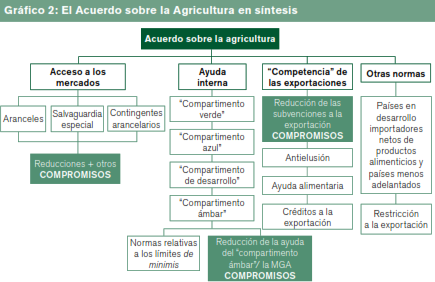 Gráfico 2: El Acuerdo sobre la Agricultura en síntesis
Acuerdo sobre la agricultura
Acceso a los
mercados
Aranceles
Salvaguardia
especial
Contingentes
arancelarios
Reducciones + otros
COMPROMISOS
Ayuda
interna
"Compartimento
verde"
"Compartimento
azul"
"Compartimento
de desarrollo"
"Compartimento
ámbar"
Normas relativas
a los límites de
minimis
Reducción de la ayuda
del "compartimento
ámbar"/ la MGA
COMPROMISOS
"Competencia" de
las exportaciones
Reducción de las
subvenciones a la
exportación
COMPROMISOS
Antielusión
Ayuda alimentaria
Créditos a la
exportación
Otras normas
Países en
desarrollo
importadores
netos de
productos
alimenticios y
países menos
adelantados
Restricción
a la exportación